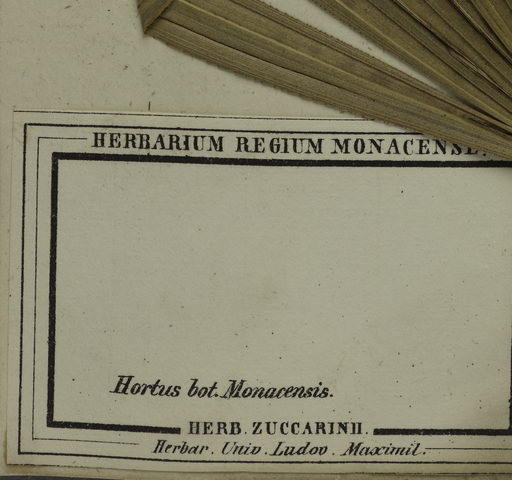 HERBARIUM REGIUM MONACENSE.
Hortus bot. Monacensis.
HERB. ZUCCARINII.
Herbar. Univ. Ludov. Maximil.